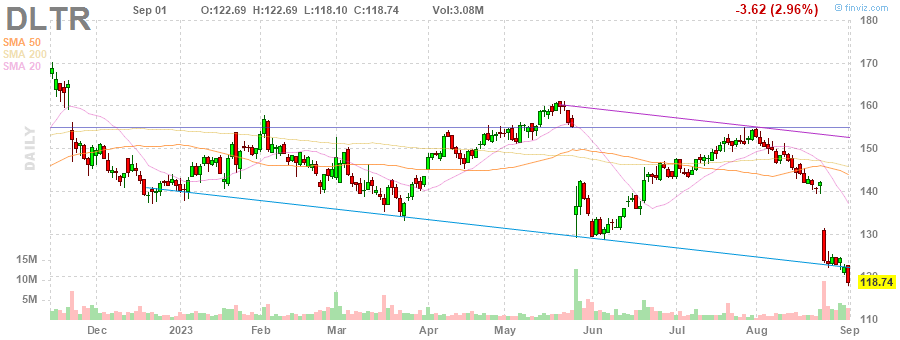 DLTR Sep 01 O:122.69 H:122.69 L:118.10 C:118.74 Vol:3.08M -3.62 (2.96%) © finviz.com
SMA 50
SMA 200
SMA 20
DAILY
180
170
160
150
140
130
120
110
118.74
15M
10M
5M
Dec 2023 Feb Mar Apr May Jun Jul Aug Sep